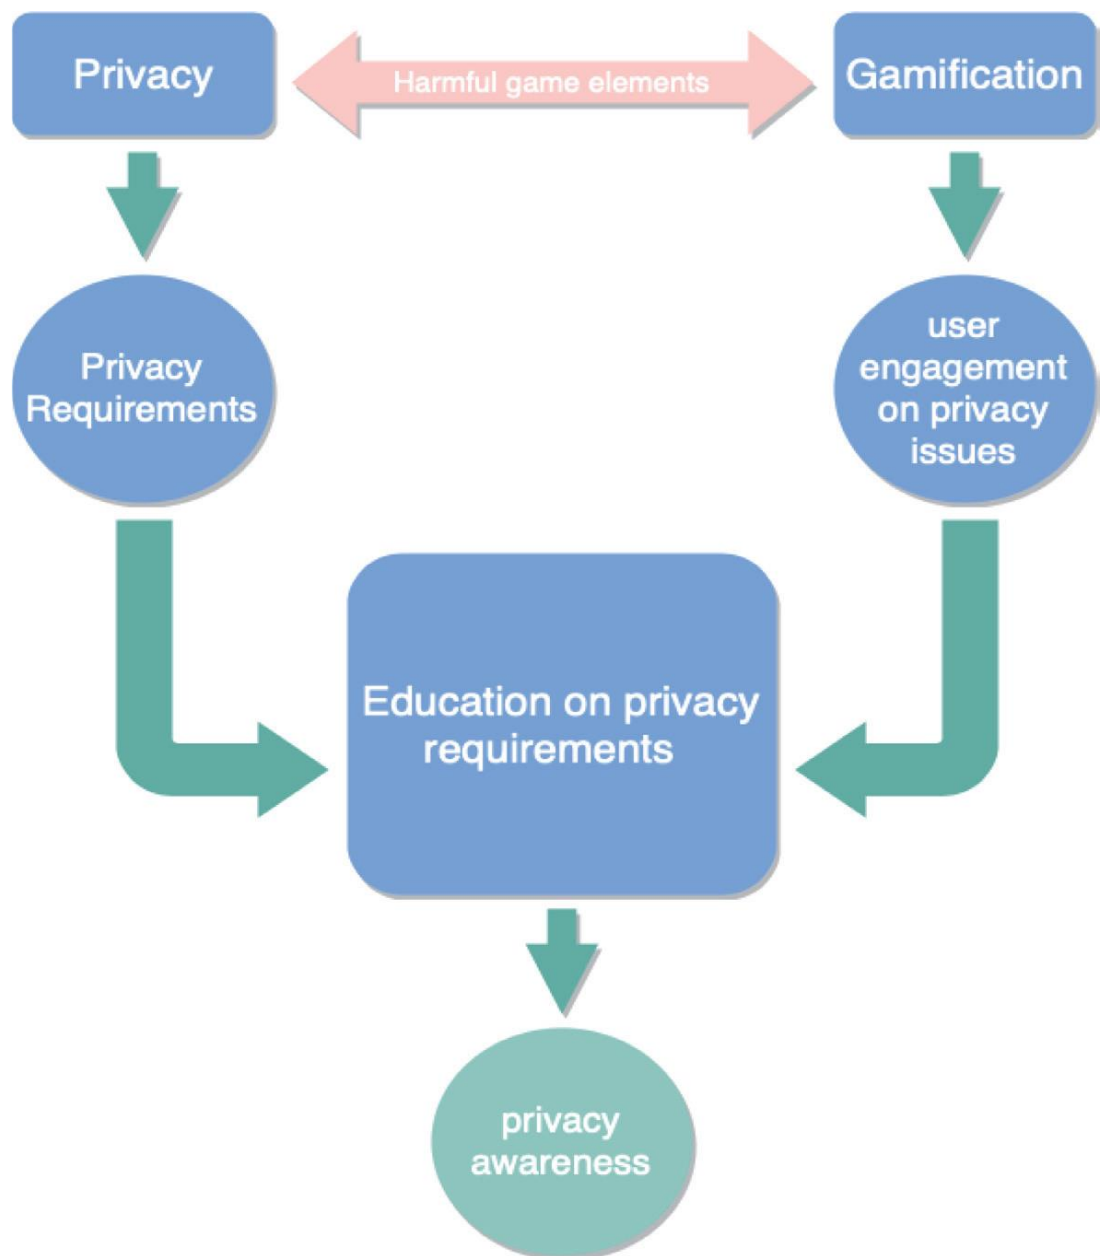 Privacy
Harmful game elements
Gamification
Privacy
Requirements
user
engagement
on privacy
issues
Education on privacy
requirements
privacy
awareness